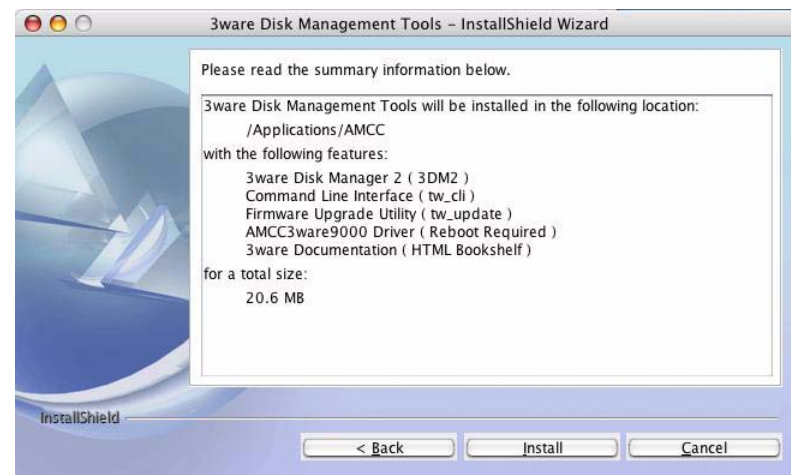 3ware Disk Management Tools – InstallShield Wizard
Please read the summary information below.
3ware Disk Management Tools will be installed in the following location:
/Applications/AMCC
with the following features:
3ware Disk Manager 2 ( 3DM2 )
Command Line Interface ( tw_cli )
Firmware Upgrade Utility ( tw_update )
AMCC3ware9000 Driver ( Reboot Required )
3ware Documentation ( HTML Bookshelf )
for a total size:
20.6 MB
InstallShield
< Back Install Cancel